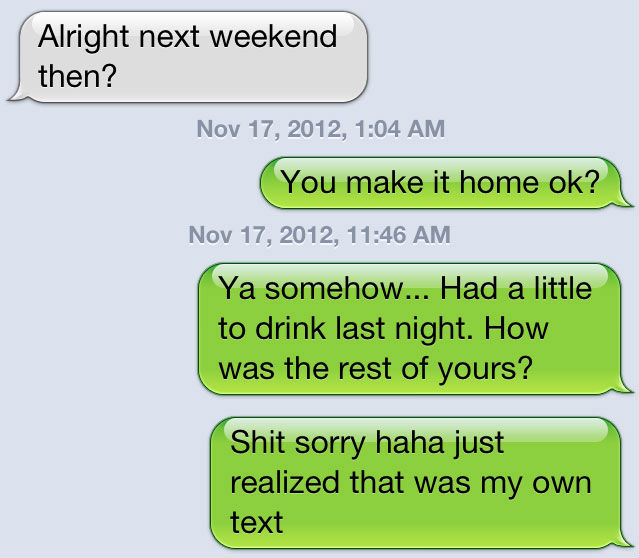 Alright next weekend
then?
Nov 17, 2012, 1:04 AM
You make it home ok?
Nov 17, 2012, 11:46 AM
Ya somehow... Had a little
to drink last night. How
was the rest of yours?
Shit sorry haha just
realized that was my own
text